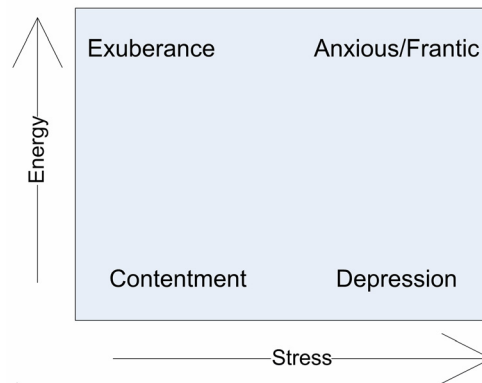 Exuberance Anxious/Frantic
Energy
Contentment Depression
Stress